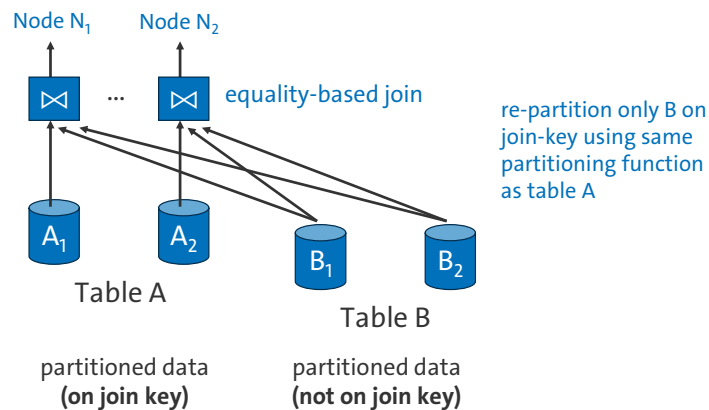 Node N₁
Node N₂
⋈ ... ⋈
equality-based join
re-partition only B on
join-key using same
partitioning function
as table A
A₁
A₂
B₁
B₂
Table A
Table B
partitioned data
(on join key)
partitioned data
(not on join key)